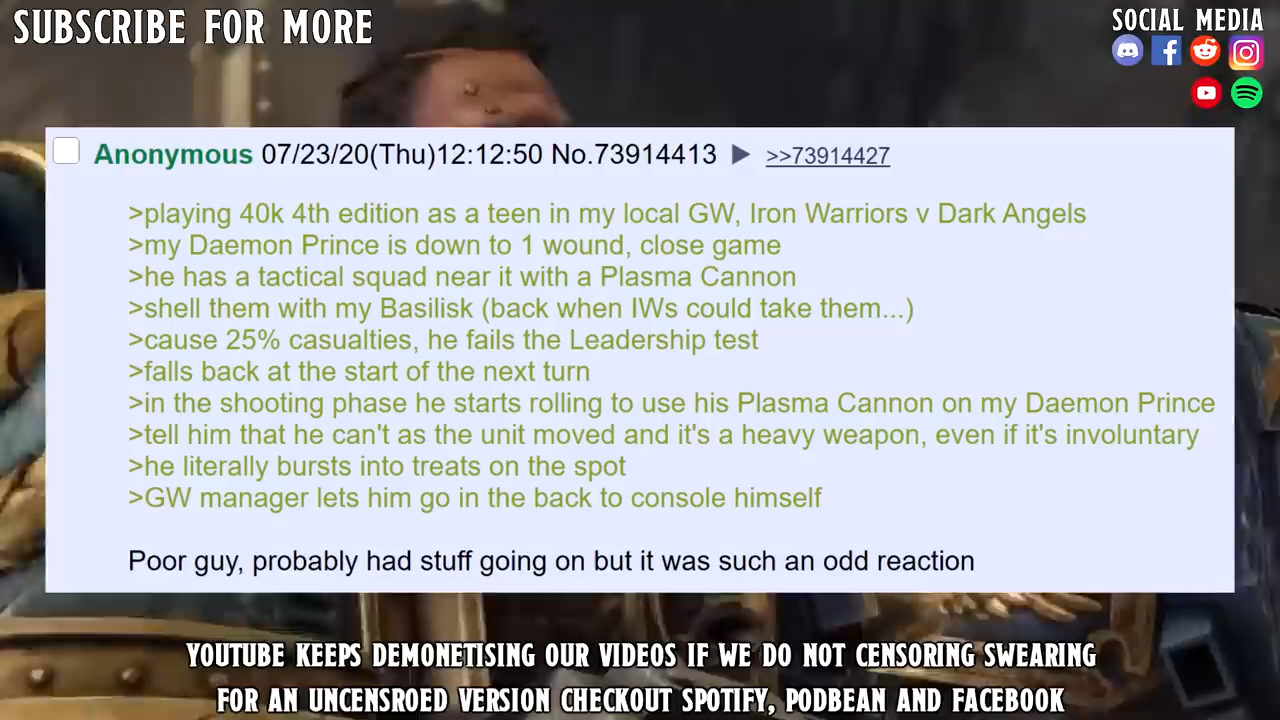 SUBSCRIBE FOR MORE
SOCIAL MEDIA
Anonymous 07/23/20(Thu)12:12:50 No.73914413 ▶ >>73914427
>playing 40k 4th edition as a teen in my local GW, Iron Warriors v Dark Angels
>my Daemon Prince is down to 1 wound, close game
>he has a tactical squad near it with a Plasma Cannon
>shell them with my Basilisk (back when IWs could take them...)
>cause 25% casualties, he fails the Leadership test
>falls back at the start of the next turn
>in the shooting phase he starts rolling to use his Plasma Cannon on my Daemon Prince
>tell him that he can't as the unit moved and it's a heavy weapon, even if it's involuntary
>he literally bursts into treats on the spot
>GW manager lets him go in the back to console himself
Poor guy, probably had stuff going on but it was such an odd reaction
YOUTUBE KEEPS DEMONETISING OUR VIDEOS IF WE DO NOT CENSORING SWEARING
FOR AN UNCENSROED VERSION CHECKOUT SPOTIFY, PODBEAN AND FACEBOOK